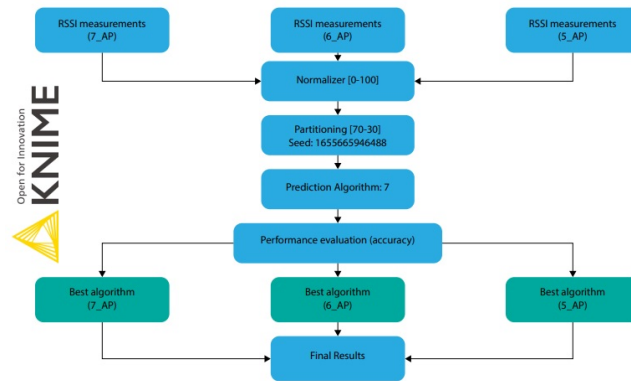 RSSI measurements
(7_AP)
RSSI measurements
(6_AP)
RSSI measurements
(5_AP)
Normalizer [0-100]
Partitioning [70-30]
Seed: 1655665946488
Prediction Algorithm: 7
Performance evaluation (accuracy)
Best algorithm
(7_AP)
Best algorithm
(6_AP)
Best algorithm
(5_AP)
Final Results
Open for Innovation
KNIME